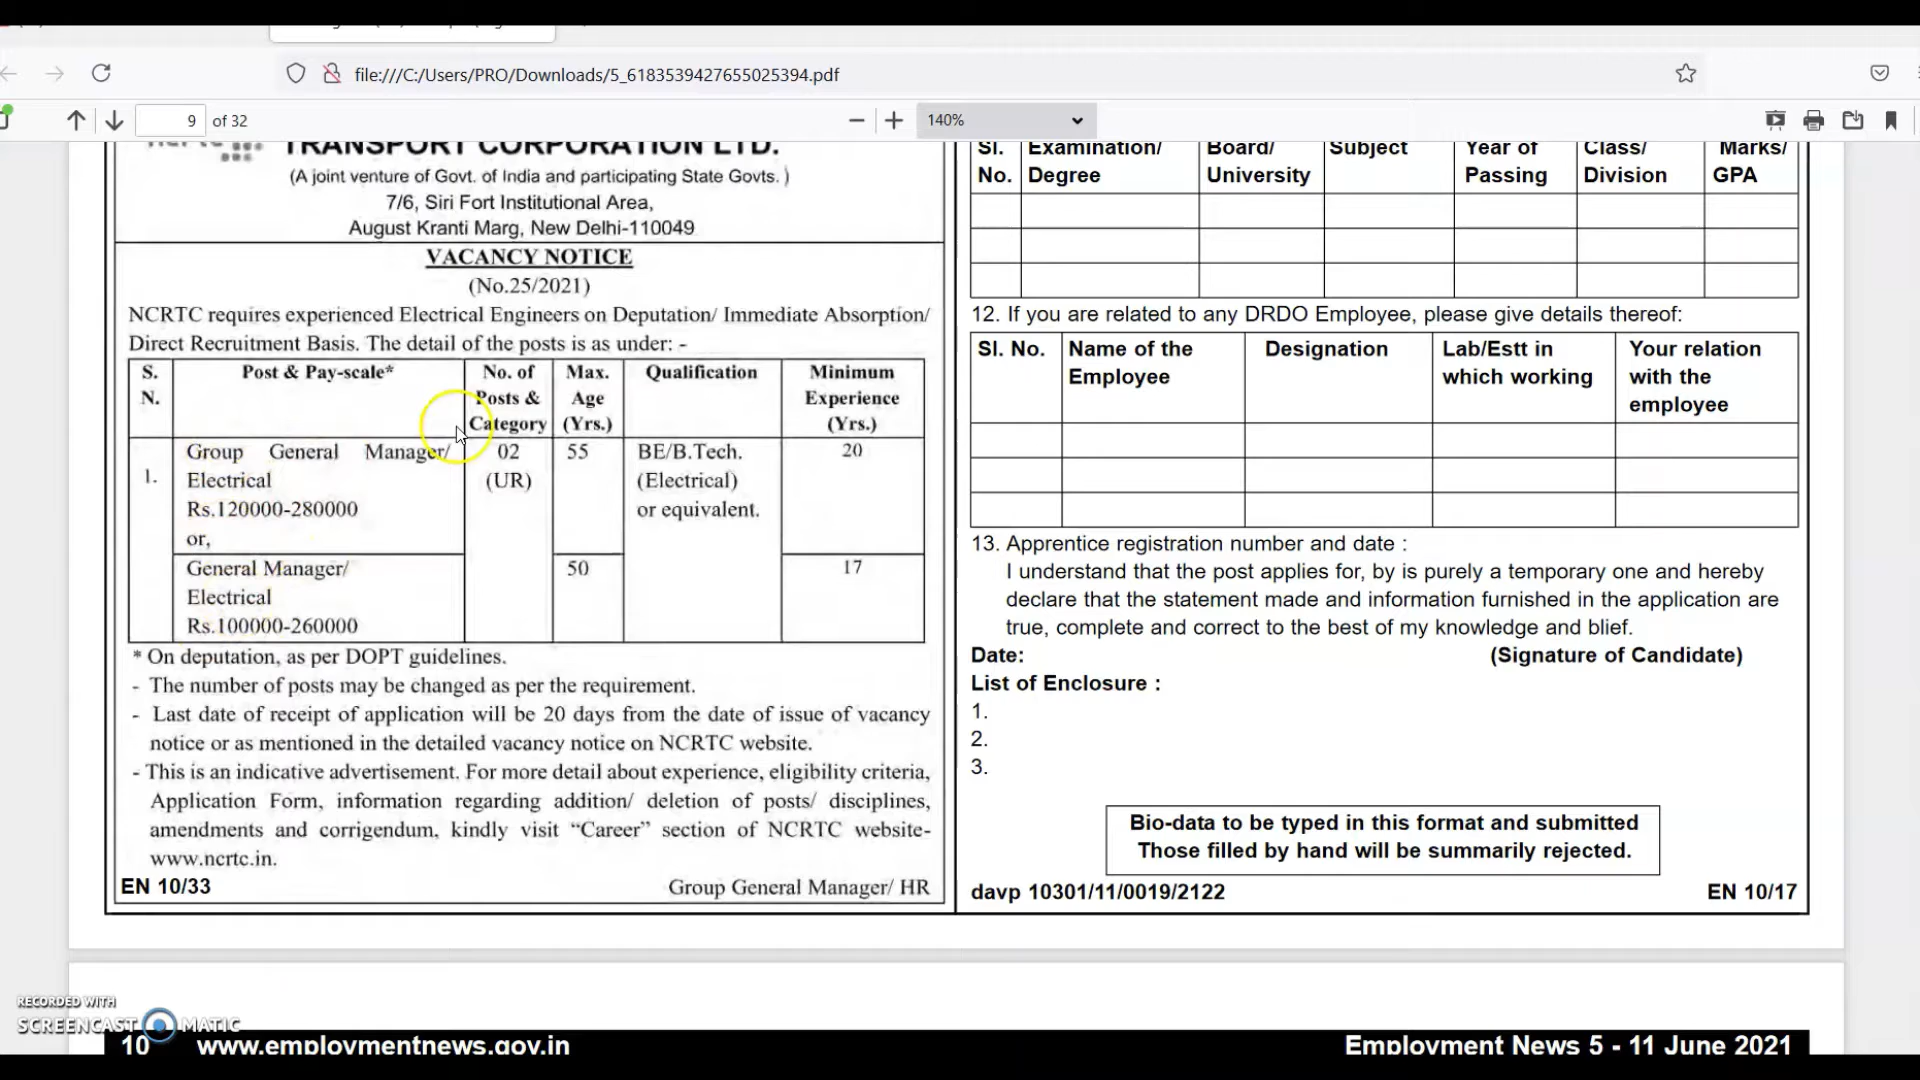 file:///C:/Users/PRO/Downloads/5_6183539427655025394.pdf
9 of 32
140%
TRANSPORT CORPORATION LTD.
(A joint venture of Govt. of India and participating State Govts. )
7/6, Siri Fort Institutional Area,
August Kranti Marg, New Delhi-110049
VACANCY NOTICE
(No.25/2021)
NCRTC requires experienced Electrical Engineers on Deputation/ Immediate Absorption/
Direct Recruitment Basis. The detail of the posts is as under: -
S. Post & Pay-scale* No. of Max. Qualification Minimum
N. Posts & Age Experience
Category (Yrs.) (Yrs.)
Group General Manager/ 02 55 BE/B.Tech. 20
1. Electrical (UR) (Electrical)
Rs.120000-280000 or equivalent.
or,
General Manager/ 50 17
Electrical
Rs.100000-260000
* On deputation, as per DOPT guidelines.
- The number of posts may be changed as per the requirement.
- Last date of receipt of application will be 20 days from the date of issue of vacancy
notice or as mentioned in the detailed vacancy notice on NCRTC website.
- This is an indicative advertisement. For more detail about experience, eligibility criteria,
Application Form, information regarding addition/ deletion of posts/ disciplines,
amendments and corrigendum, kindly visit “Career” section of NCRTC website-
www.ncrtc.in.
EN 10/33 Group General Manager/ HR
Sl. Examination/ Board/ Subject Year of Class/ Marks/
No. Degree University Passing Division GPA
12. If you are related to any DRDO Employee, please give details thereof:
Sl. No. Name of the Designation Lab/Estt in Your relation
Employee which working with the
employee
13. Apprentice registration number and date :
I understand that the post applies for, by is purely a temporary one and hereby
declare that the statement made and information furnished in the application are
true, complete and correct to the best of my knowledge and blief.
Date: (Signature of Candidate)
List of Enclosure :
1.
2.
3.
Bio-data to be typed in this format and submitted
Those filled by hand will be summarily rejected.
davp 10301/11/0019/2122 EN 10/17
RECORDED WITH
SCREENCAST MATIC
10 www.employmentnews.gov.in Employment News 5 - 11 June 2021